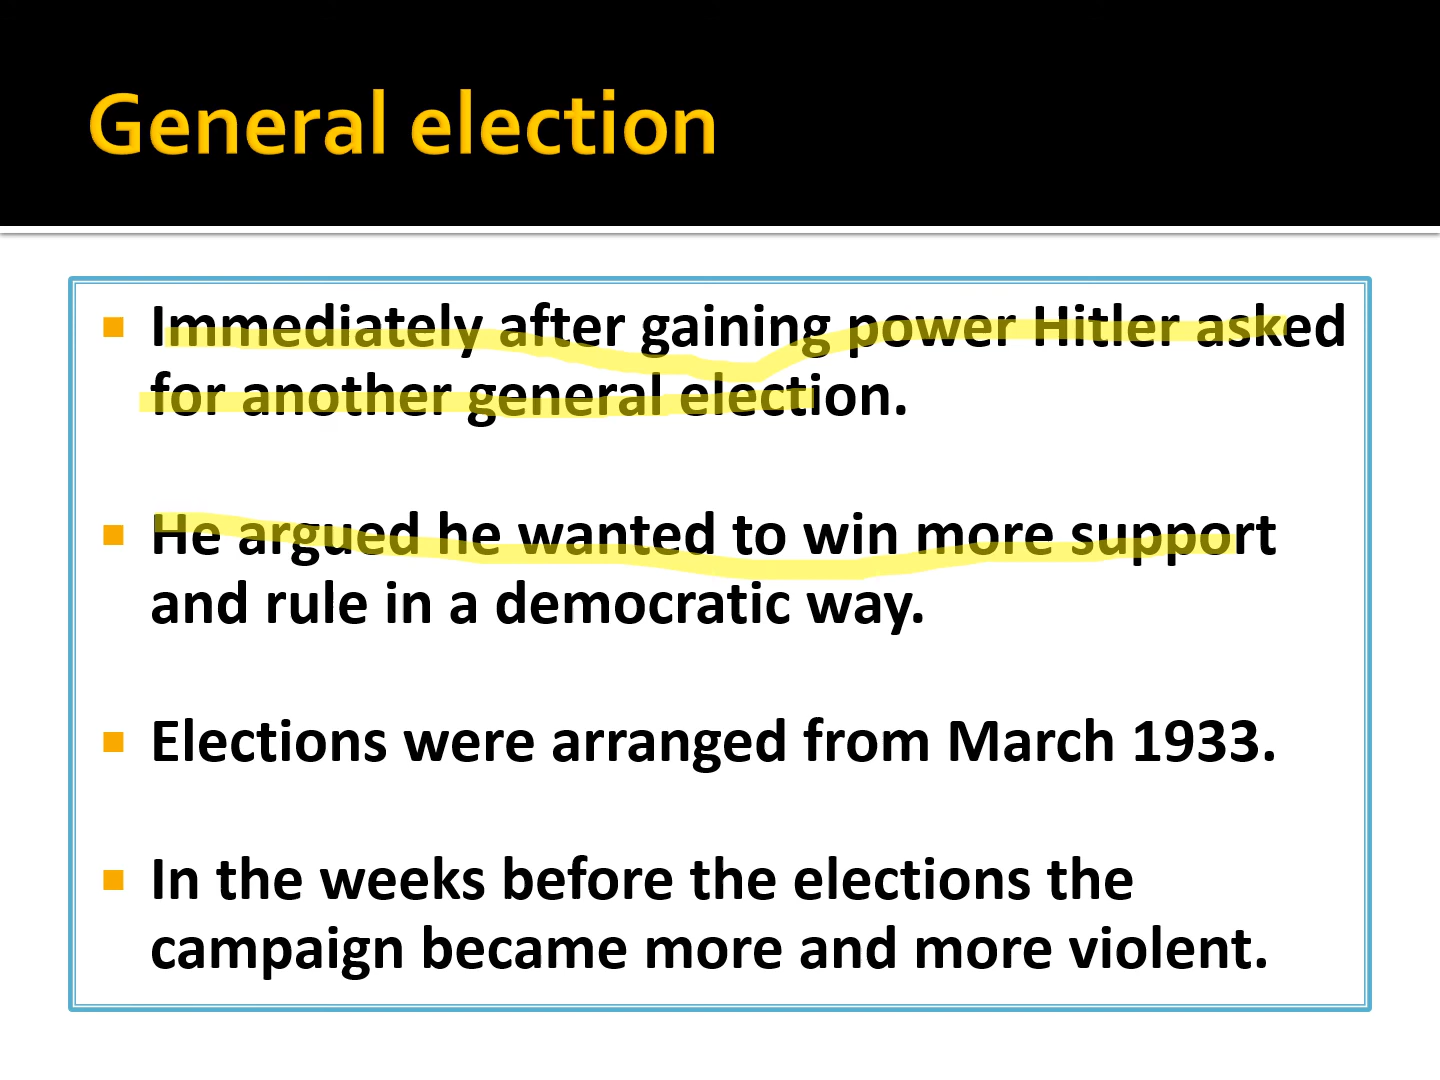 General election
Immediately after gaining power Hitler asked
for another general election.
He argued he wanted to win more support
and rule in a democratic way.
Elections were arranged from March 1933.
In the weeks before the elections the
campaign became more and more violent.